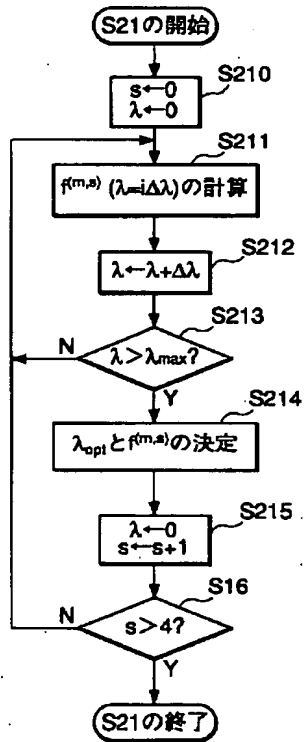 S21の開始
S210
s←0
λ←0
S211
f(m,s) (λ=iΔλ)の計算
S212
λ←λ+Δλ
S213
N
λ>λmax?
Y
S214
λoptとf(m,s)の決定
S215
λ←0
s←s+1
S16
N
s>4?
Y
S21の終了